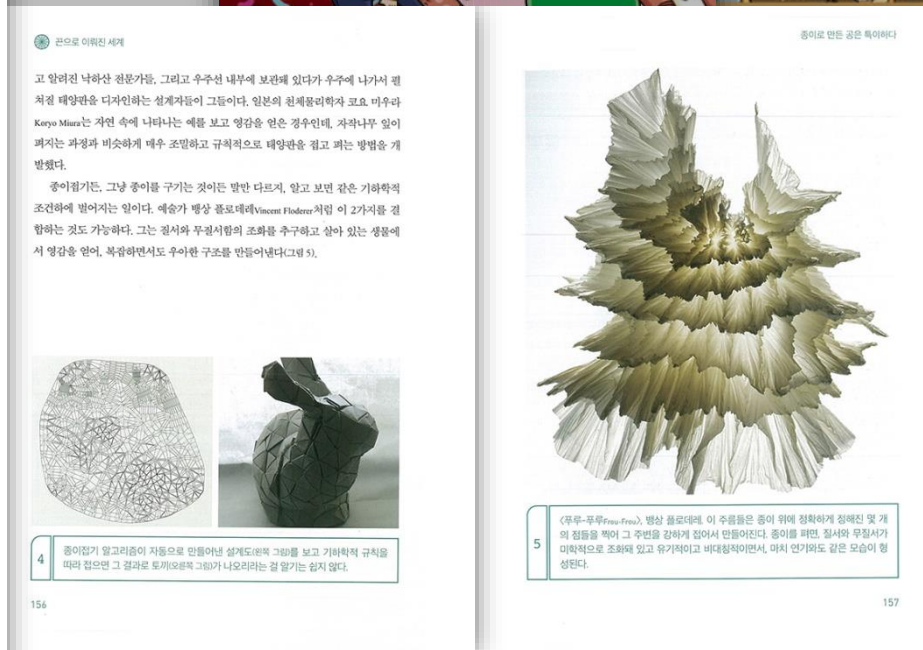 끈으로 이뤄진 세계
고 알려진 낙하산 전문가들, 그리고 우주선 내부에 보관돼 있다가 우주에 나가서 펼
쳐질 태양판을 디자인하는 설계자들이 그들이다. 일본의 천체물리학자 코요 미우라
Koryo Miura는 자연 속에 나타나는 예를 보고 영감을 얻은 경우인데, 자작나무 잎이
펴지는 과정과 비슷하게 매우 조밀하고 규칙적으로 태양판을 접고 펴는 방법을 개
발했다.
종이접기든, 그냥 종이를 구기는 것이든 말만 다르지, 알고 보면 같은 기하학적
조건하에 벌어지는 일이다. 예술가 뱅상 플로데레Vincent Floderer처럼 이 2가지를 결
합하는 것도 가능하다. 그는 질서와 무질서함의 조화를 추구하고 살아 있는 생물에
서 영감을 얻어, 복잡하면서도 우아한 구조를 만들어낸다(그림 5).
4
종이접기 알고리즘이 자동으로 만들어낸 설계도(왼쪽 그림)를 보고 기하학적 규칙을
따라 접으면 그 결과로 토끼(오른쪽 그림)가 나오리라는 걸 알기는 쉽지 않다.
156
종이로 만든 공은 특이하다
5
〈푸루-푸루Frou-Frou〉, 뱅상 플로데레. 이 주름들은 종이 위에 정확하게 정해진 몇 개
의 점들을 찍어 그 주변을 강하게 접어서 만들어진다. 종이를 펴면, 질서와 무질서가
미학적으로 조화돼 있고 유기적이고 비대칭적이면서, 마치 연기와도 같은 모습이 형
성된다.
157